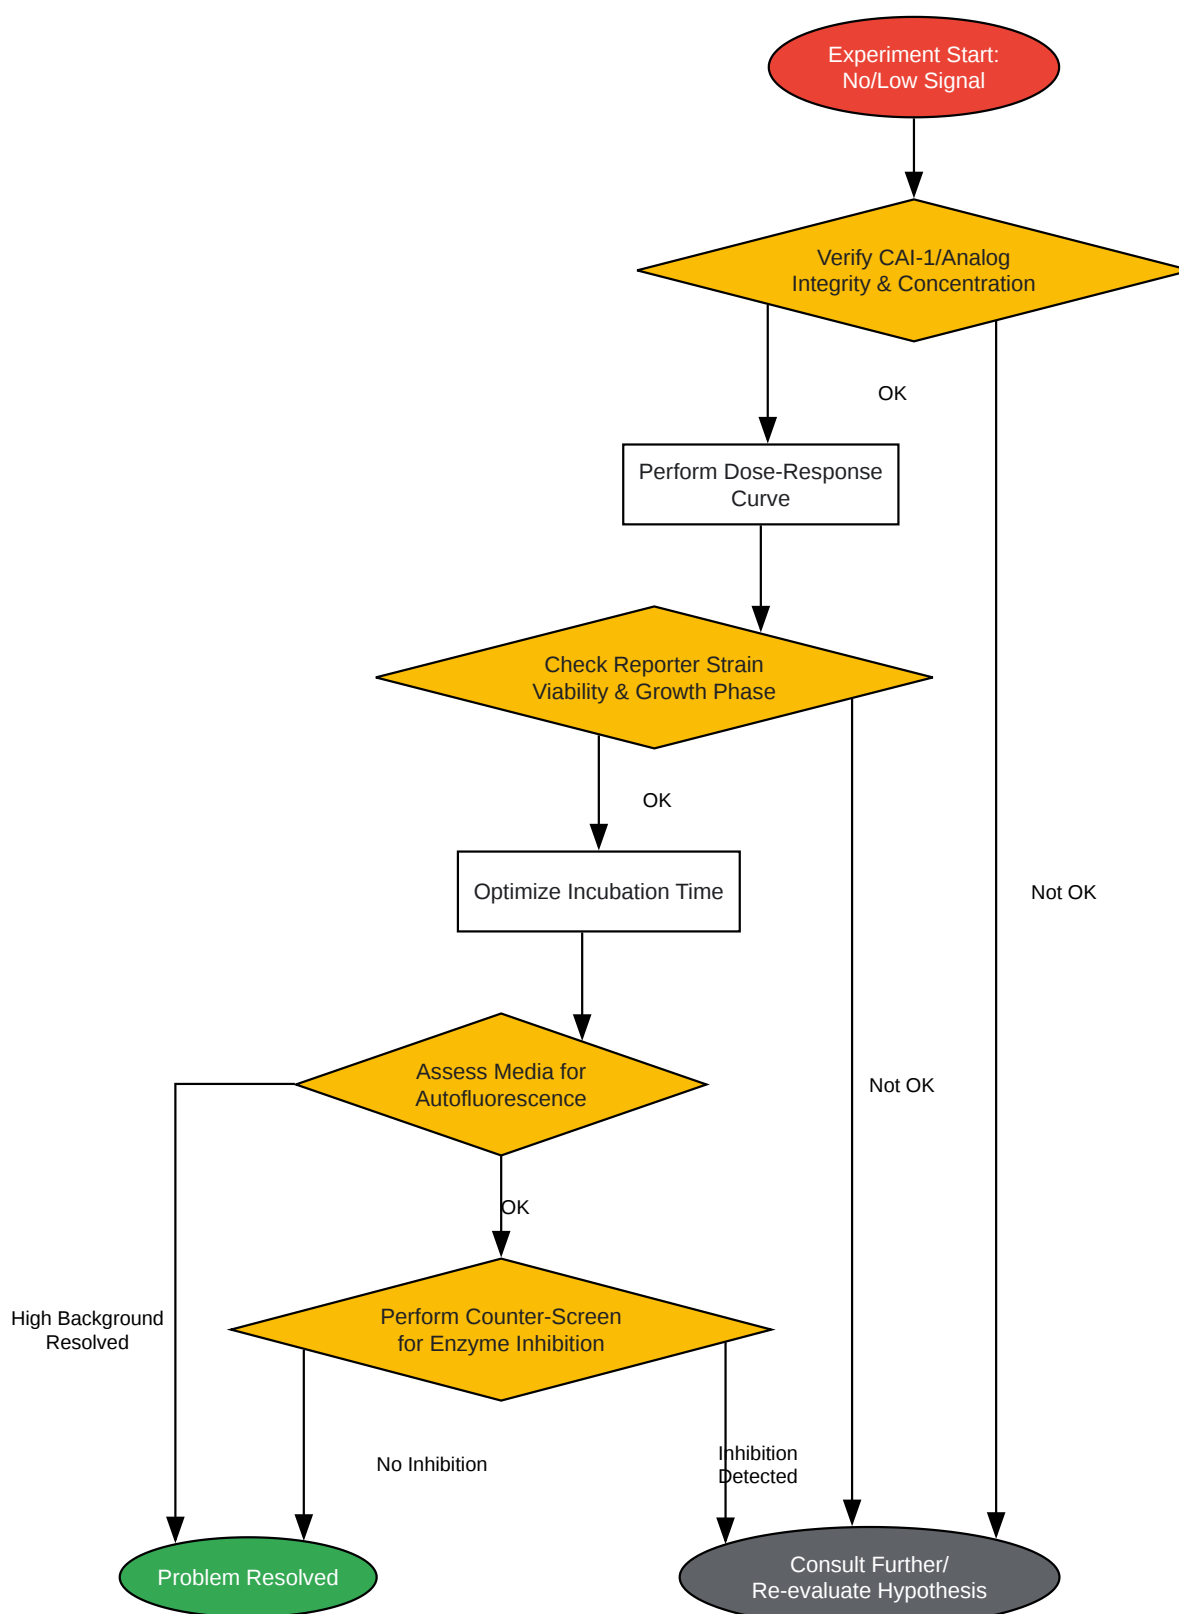 Experiment Start:
No/Low Signal
Verify CAI-1/Analog
Integrity & Concentration
OK
Perform Dose-Response
Curve
Check Reporter Strain
Viability & Growth Phase
OK
Optimize Incubation Time
Not OK
Assess Media for
Autofluorescence
Not OK
OK
High Background
Resolved
Perform Counter-Screen
for Enzyme Inhibition
No Inhibition
Inhibition
Detected
Problem Resolved
Consult Further/
Re-evaluate Hypothesis